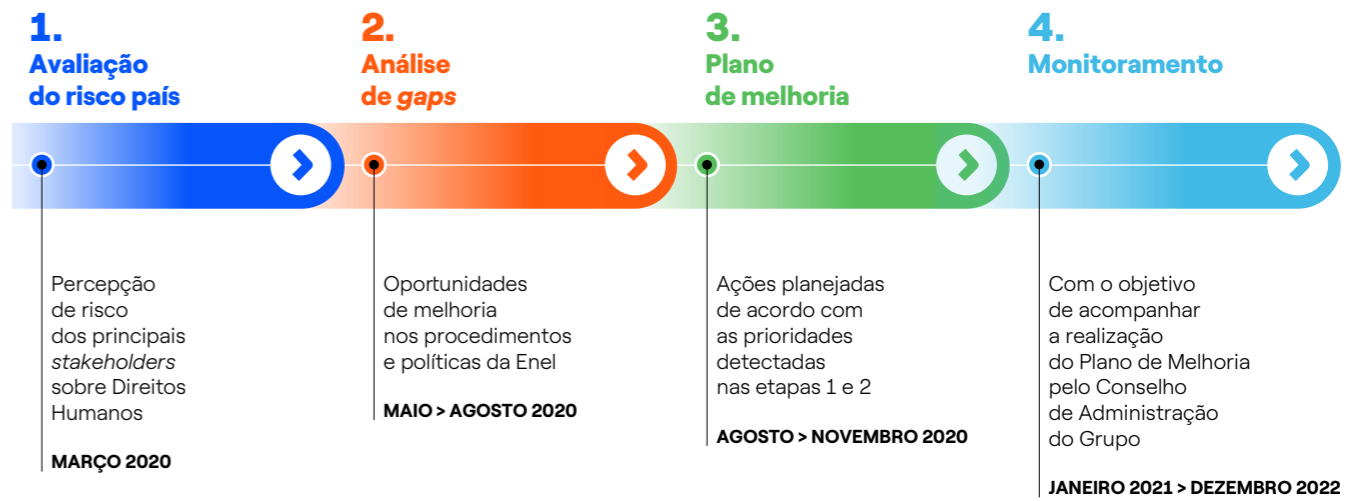 1.
Avaliação
do risco país
Percepção
de risco
dos principais
stakeholders
sobre Direitos
Humanos
MARÇO 2020
2.
Análise
de gaps
Oportunidades
de melhoria
nos procedimentos
e políticas da Enel
MAIO > AGOSTO 2020
3.
Plano
de melhoria
Ações planejadas
de acordo com
as prioridades
detectadas
nas etapas 1 e 2
AGOSTO > NOVEMBRO 2020
4.
Monitoramento
Com o objetivo
de acompanhar
a realização
do Plano de Melhoria
pelo Conselho
de Administração
do Grupo
JANEIRO 2021 > DEZEMBRO 2022